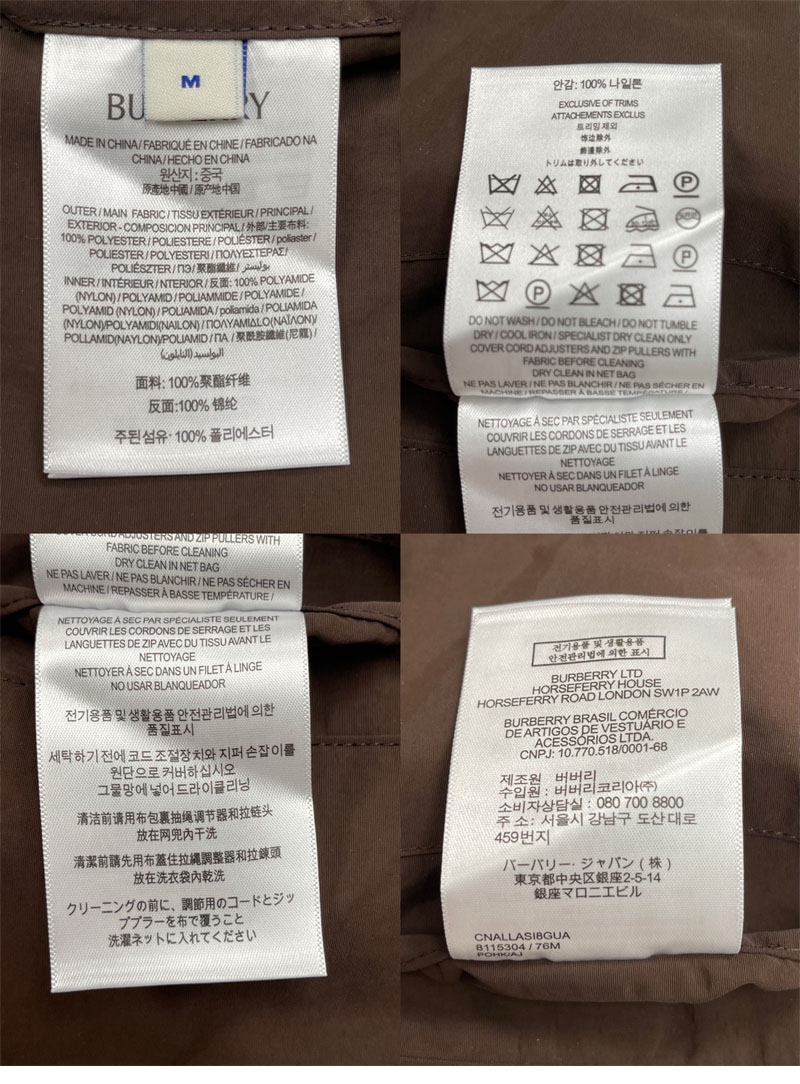 M
MADE IN CHINA / FABRIQUÉ EN CHINE / FABRICADO NA
CHINA / HECHO EN CHINA
원산지 : 중국
原產地中國 / 原产地中国
OUTER / MAIN FABRIC / TISSU EXTÉRIEUR / PRINCIPAL /
EXTERIOR - COMPOSICION PRINCIPAL / 外部/主要布料:
100% POLYESTER / POLIESTERE / POLIÉSTER / poliaster /
POLIESTER / POLYESTERI / ΠΟΛΥΕΣΤΕΡΑΣ /
POLIÉSZTER / ПЭ / 聚酯纖維 / بوليستر
INNER / INTÉRIEUR / NTERIOR / 反面: 100% POLYAMIDE
(NYLON) / POLYAMID / POLIAMMIDE / POLYAMIDE /
POLYAMID (NYLON) / POLIAMIDA / poliamida / POLIAMIDA
(NYLON)/POLYAMIDI(NAILON) / ΠΟΛΥΑΜΙΔΟ(ΝΑΪΛΟΝ)/
POLLAMID(NAYLON)/POLIAMID / ПА / 聚酰胺纖維(尼龍) /
面料: 100%聚酯纤维
反面:100% 锦纶
주된섬유: 100% 폴리에스터
안감: 100% 나일론
EXCLUSIVE OF TRIMS
ATTACHEMENTS EXCLUS
트리밍 제외
饰边除外
飾邊除外
トリムは取り外してください
P
P
P
DO NOT WASH / DO NOT BLEACH / DO NOT TUMBLE
DRY / COOL IRON / SPECIALIST DRY CLEAN ONLY
COVER CORD ADJUSTERS AND ZIP PULLERS WITH
FABRIC BEFORE CLEANING
DRY CLEAN IN NET BAG
NE PAS LAVER / NE PAS BLANCHIR / NE PAS SÉCHER EN
MACHINE / REPASSER À BASSE TEMPÉRATURE /
NETTOYAGE À SEC PAR SPÉCIALISTE SEULEMENT
COUVRIR LES CORDONS DE SERRAGE ET LES
LANGUETTES DE ZIP AVEC DU TISSU AVANT LE
NETTOYAGE
NETTOYER À SEC DANS UN FILET À LINGE
NO USAR BLANQUEADOR
전기용품 및 생활용품 안전관리법에 의한
품질표시
CORD ADJUSTERS AND ZIP PULLERS WITH
FABRIC BEFORE CLEANING
DRY CLEAN IN NET BAG
NE PAS LAVER / NE PAS BLANCHIR / NE PAS SÉCHER EN
MACHINE / REPASSER À BASSE TEMPÉRATURE /
NETTOYAGE À SEC PAR SPÉCIALISTE SEULEMENT
COUVRIR LES CORDONS DE SERRAGE ET LES
LANGUETTES DE ZIP AVEC DU TISSU AVANT LE
NETTOYAGE
NETTOYER À SEC DANS UN FILET À LINGE
NO USAR BLANQUEADOR
전기용품 및 생활용품 안전관리법에 의한
품질표시
세탁하기 전에 코드 조절장치와 지퍼 손잡이를
원단으로 커버하십시오
그물망에 넣어드라이클리닝
清洁前请用布包裹抽绳调节器和拉链头
放在网兜内干洗
清潔前請先用布蓋住拉繩調整器和拉鍊頭
放在洗衣袋內乾洗
クリーニングの前に、調節用のコードとジッ
ププラーを布で覆うこと
洗濯ネットに入れてください
전기용품 및 생활용품
안전관리법에 의한 표시
BURBERRY LTD
HORSEFERRY HOUSE
HORSEFERRY ROAD LONDON SW1P 2AW
BURBERRY BRASIL COMÉRCIO
DE ARTIGOS DE VESTUÁRIO E
ACESSÓRIOS LTDA.
CNPJ: 10.770.518/0001-68
제조원 버버리
수입원 : 버버리코리아(주)
소비자상담실 : 080 700 8800
주 소 : 서울시 강남구 도산 대로
459번지
バーバリー・ジャパン (株)
東京都中央区銀座2-5-14
銀座マロニエビル
CNALLASI8GUA
8115304 / 76M
POHK/AJ